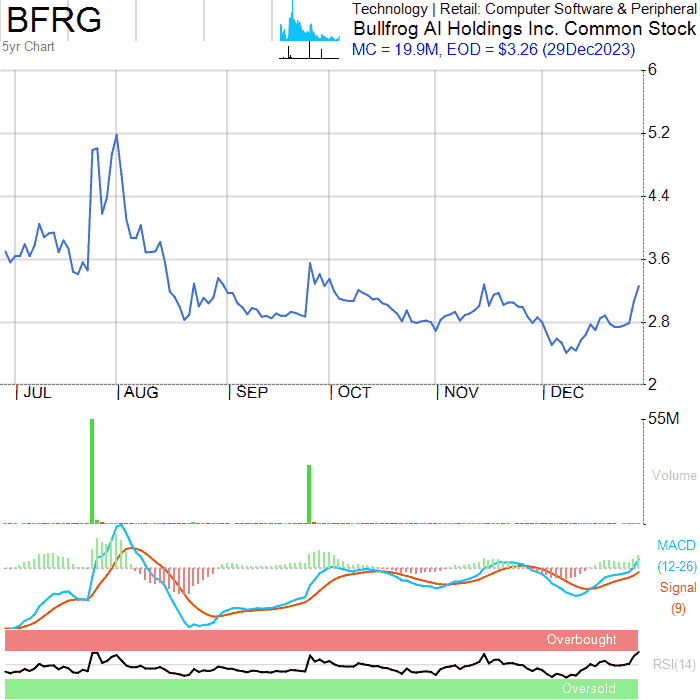 BFRG
5yr Chart
Technology | Retail: Computer Software & Peripheral
Bullfrog AI Holdings Inc. Common Stock
MC = 19.9M, EOD = $3.26 (29Dec2023)
6
5.2
4.4
3.6
2.8
2
JUL AUG SEP OCT NOV DEC
55M
Volume
MACD
(12-26)
Signal
(9)
Overbought
RSI(14)
Oversold